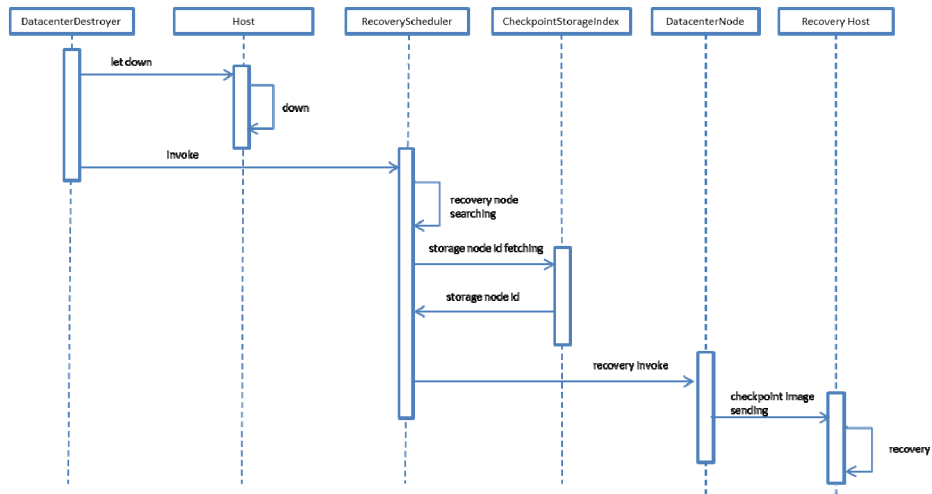 DatacenterDestroyer
Host
RecoveryScheduler
CheckpointStorageIndex
DatacenterNode
Recovery Host
let down
down
invoke
recovery node
searching
storage node id fetching
storage node id
recovery invoke
checkpoint image
sending
recovery